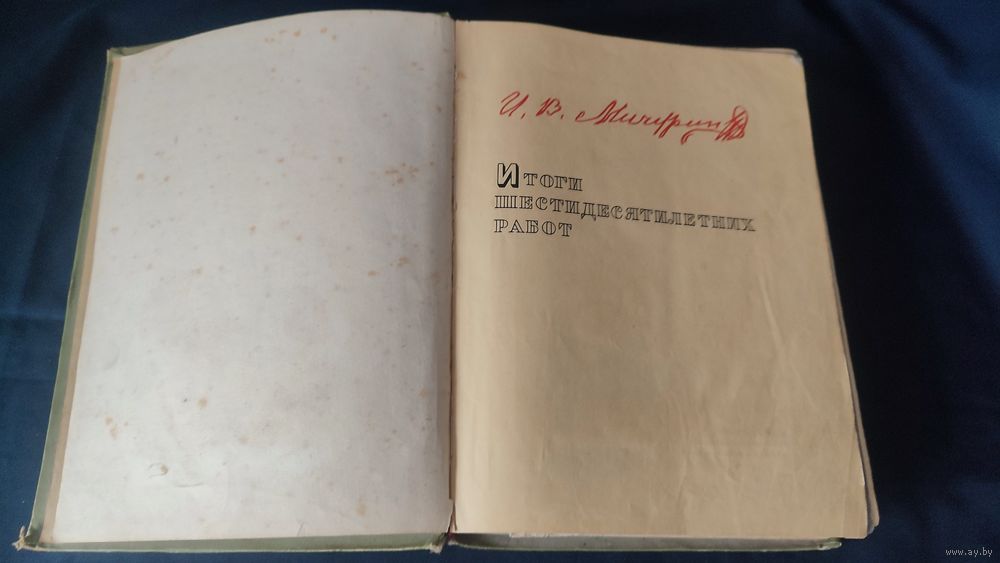 И. В. Мичурин
Итоги
шестидесятилетних
работ
www.ay.by